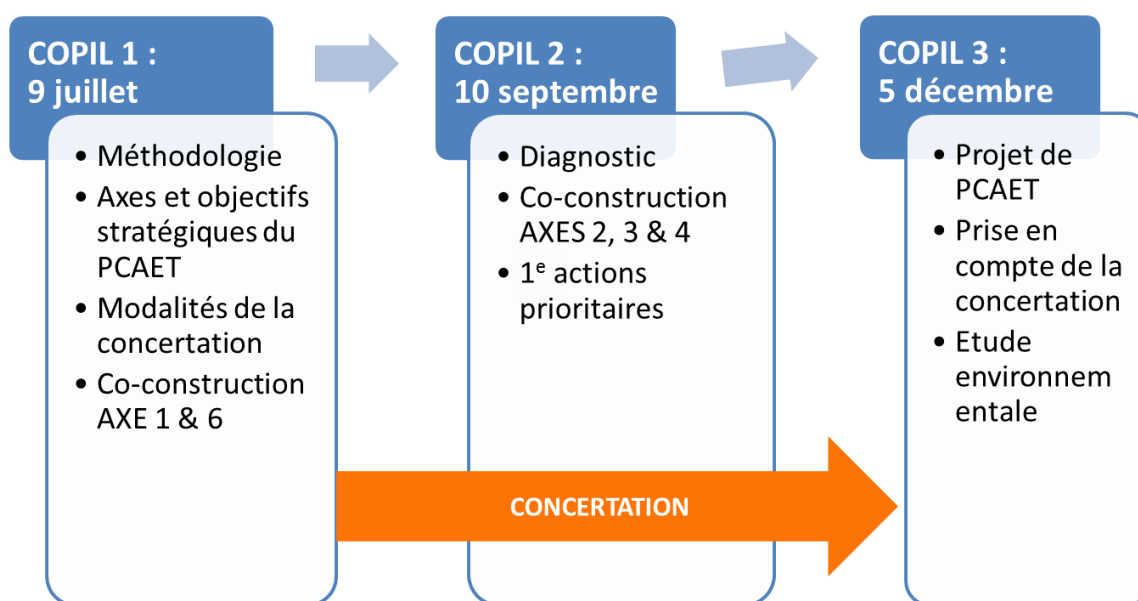 COPIL 1 :
9 juillet
• Méthodologie
• Axes et objectifs
stratégiques du
PCAET
• Modalités de la
concertation
• Co-construction
AXE 1 & 6
COPIL 2 :
10 septembre
• Diagnostic
• Co-construction
AXES 2, 3 & 4
• 1e actions
prioritaires
COPIL 3 :
5 décembre
• Projet de
PCAET
• Prise en
compte de la
concertation
• Etude
environnem
entale
CONCERTATION